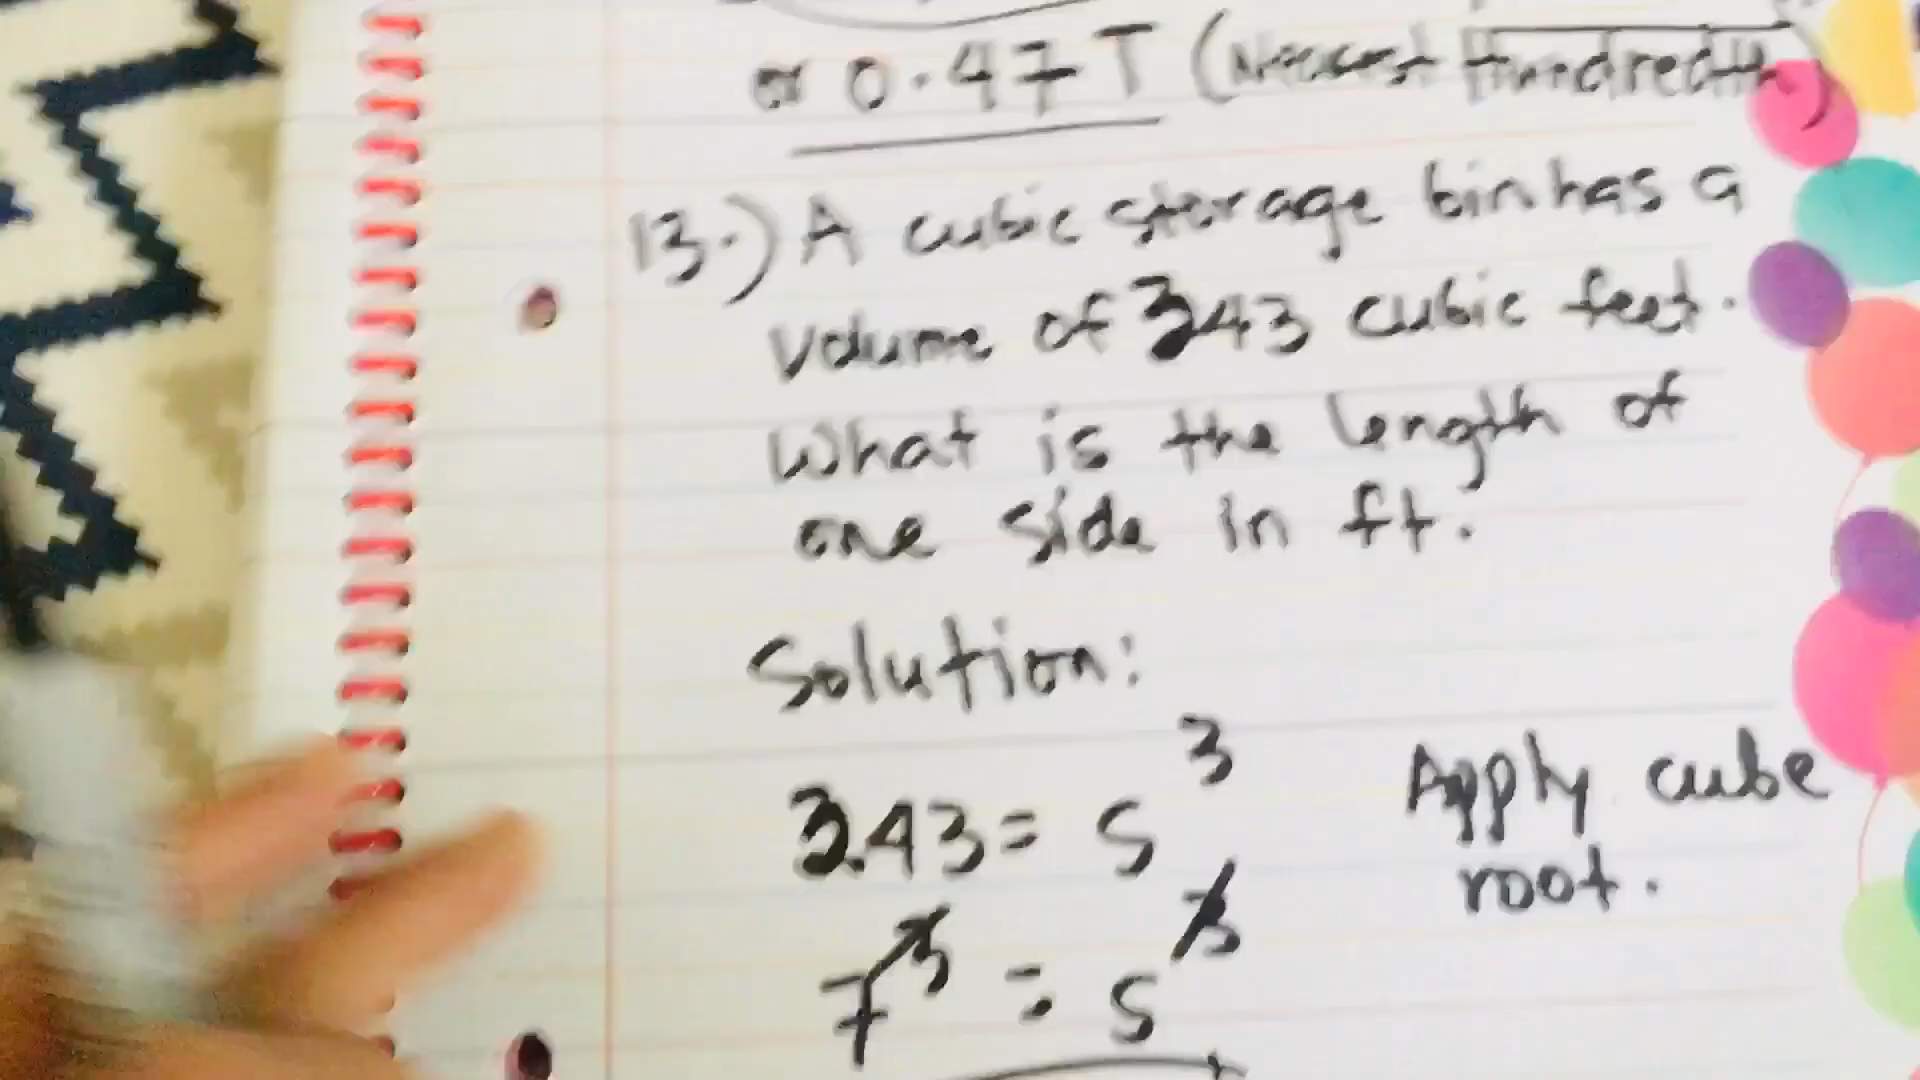 or 0.47 T (Nearest Hundredth)
13.) A cubic storage bin has a
volume of 343 cubic feet.
What is the length of
one side in ft.
Solution:
343 = s³ Apply cube
root.
7³ = s³